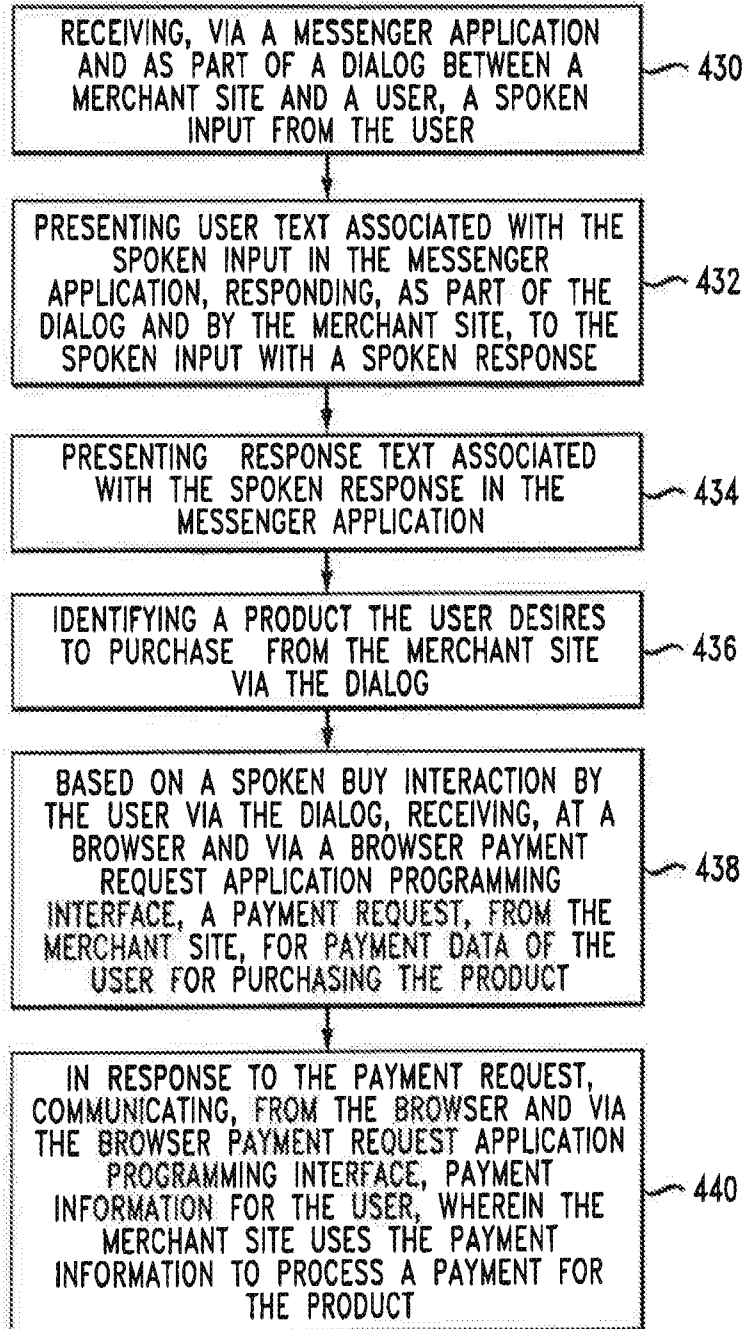 RECEIVING, VIA A MESSENGER APPLICATION
AND AS PART OF A DIALOG BETWEEN A
MERCHANT SITE AND A USER, A SPOKEN
INPUT FROM THE USER
430
PRESENTING USER TEXT ASSOCIATED WITH THE
SPOKEN INPUT IN THE MESSENGER
APPLICATION, RESPONDING, AS PART OF THE
DIALOG AND BY THE MERCHANT SITE, TO THE
SPOKEN INPUT WITH A SPOKEN RESPONSE
432
PRESENTING RESPONSE TEXT ASSOCIATED
WITH THE SPOKEN RESPONSE IN THE
MESSENGER APPLICATION
434
IDENTIFYING A PRODUCT THE USER DESIRES
TO PURCHASE FROM THE MERCHANT SITE
VIA THE DIALOG
436
BASED ON A SPOKEN BUY INTERACTION BY
THE USER VIA THE DIALOG, RECEIVING, AT A
BROWSER AND VIA A BROWSER PAYMENT
REQUEST APPLICATION PROGRAMMING
INTERFACE, A PAYMENT REQUEST, FROM THE
MERCHANT SITE, FOR PAYMENT DATA OF THE
USER FOR PURCHASING THE PRODUCT
438
IN RESPONSE TO THE PAYMENT REQUEST,
COMMUNICATING, FROM THE BROWSER AND VIA
THE BROWSER PAYMENT REQUEST APPLICATION
PROGRAMMING INTERFACE, PAYMENT
INFORMATION FOR THE USER, WHEREIN THE
MERCHANT SITE USES THE PAYMENT
INFORMATION TO PROCESS A PAYMENT FOR
THE PRODUCT
440